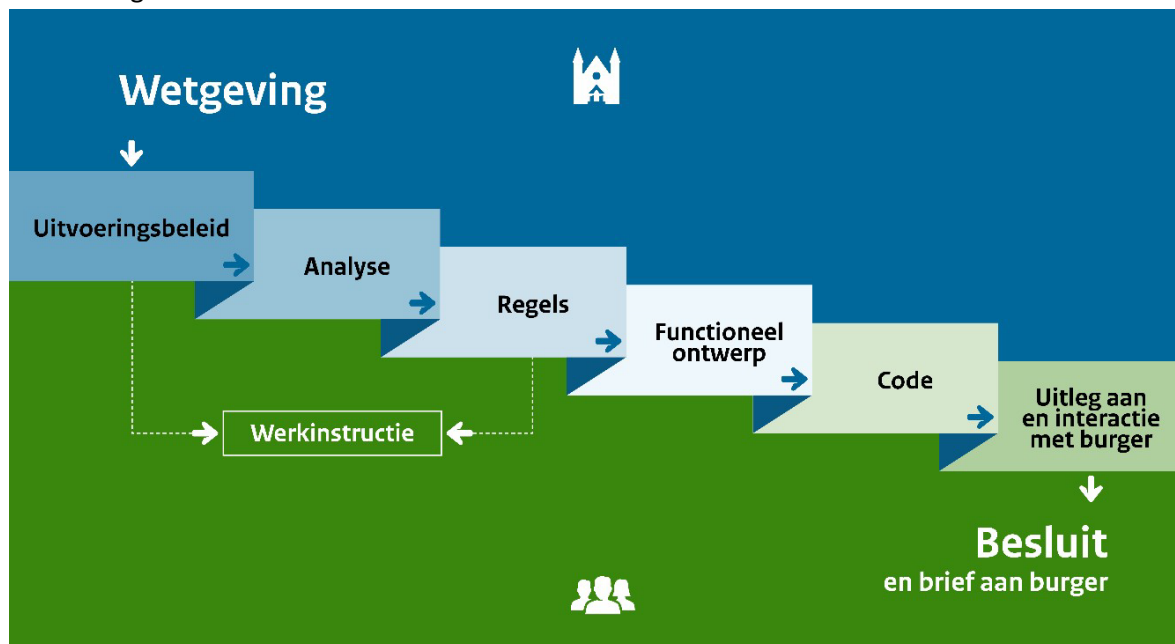 Wetgeving
Uitvoeringsbeleid
Analyse
Regels
Functioneel
ontwerp
Code
Uitleg aan
en interactie
met burger
Werkinstructie
Besluit
en brief aan burger